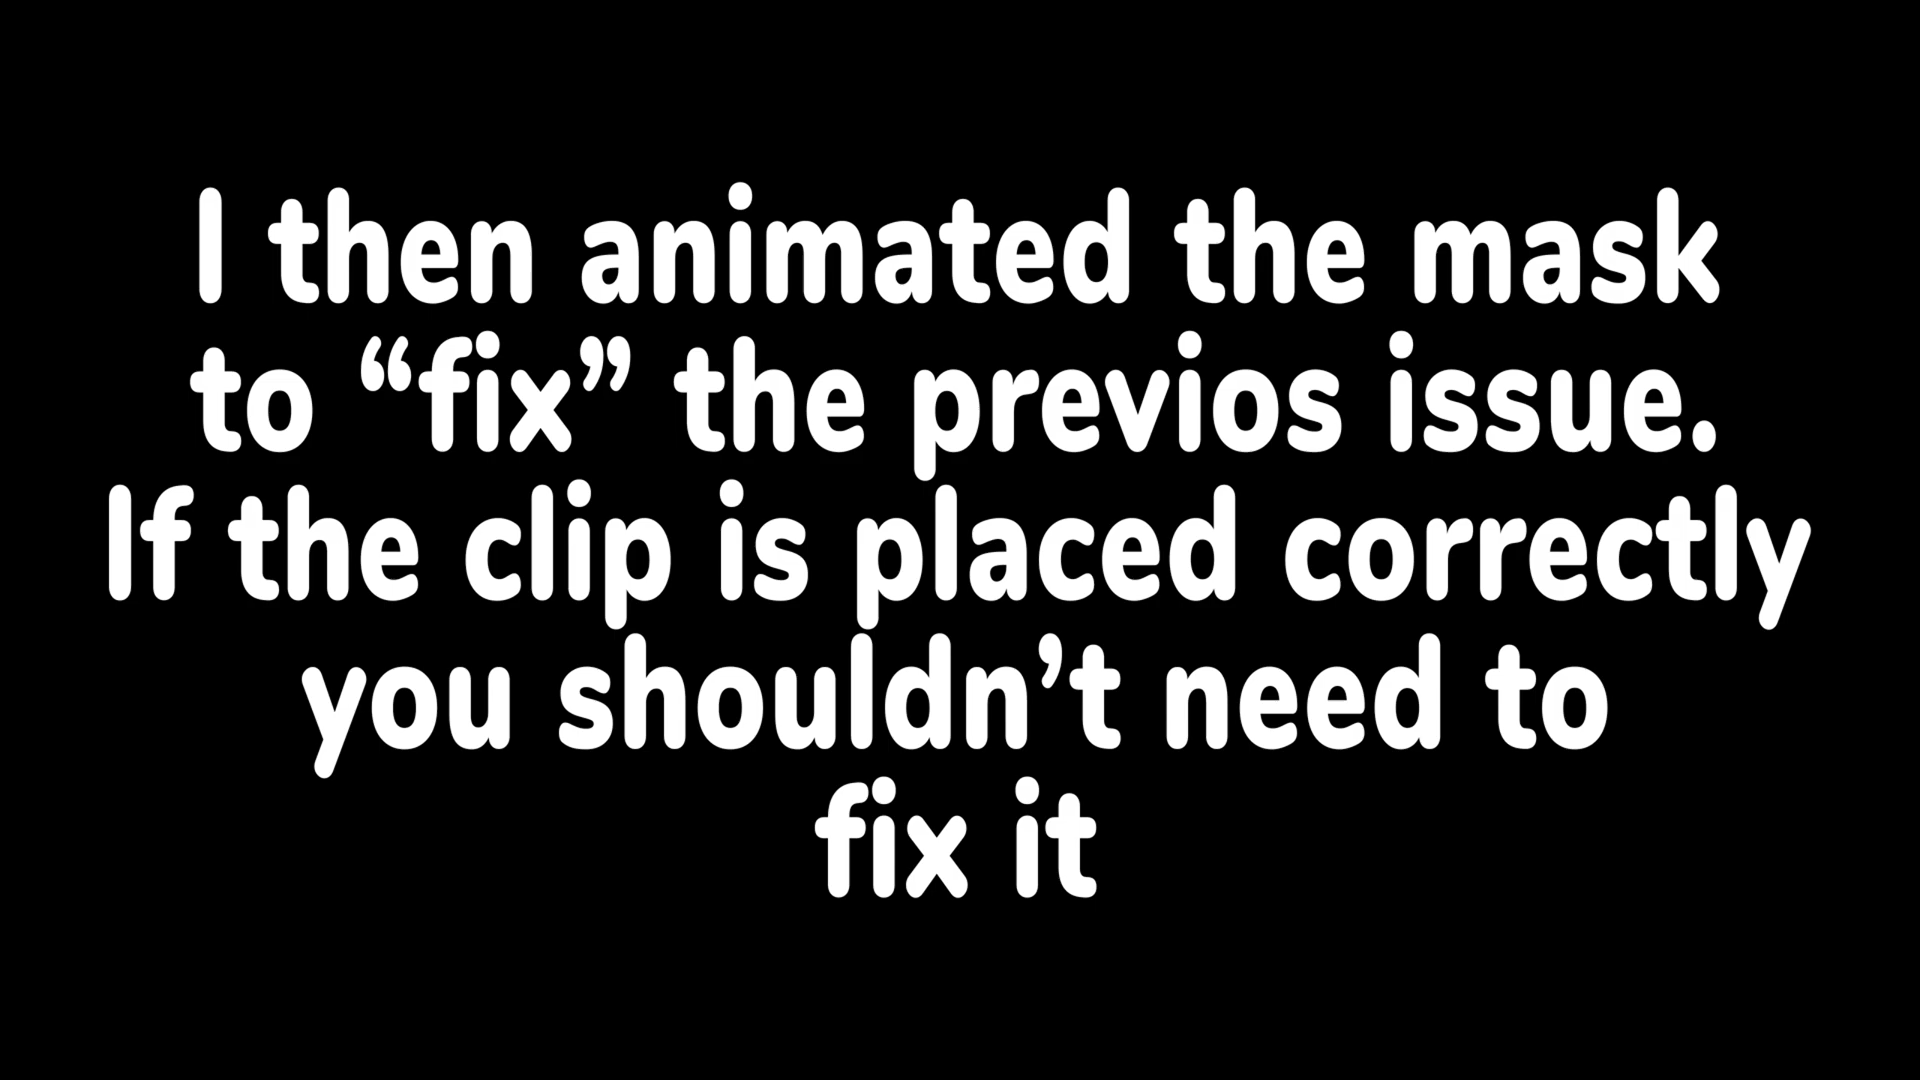 I then animated the mask
to “fix” the previos issue.
If the clip is placed correctly
you shouldn’t need to
fix it